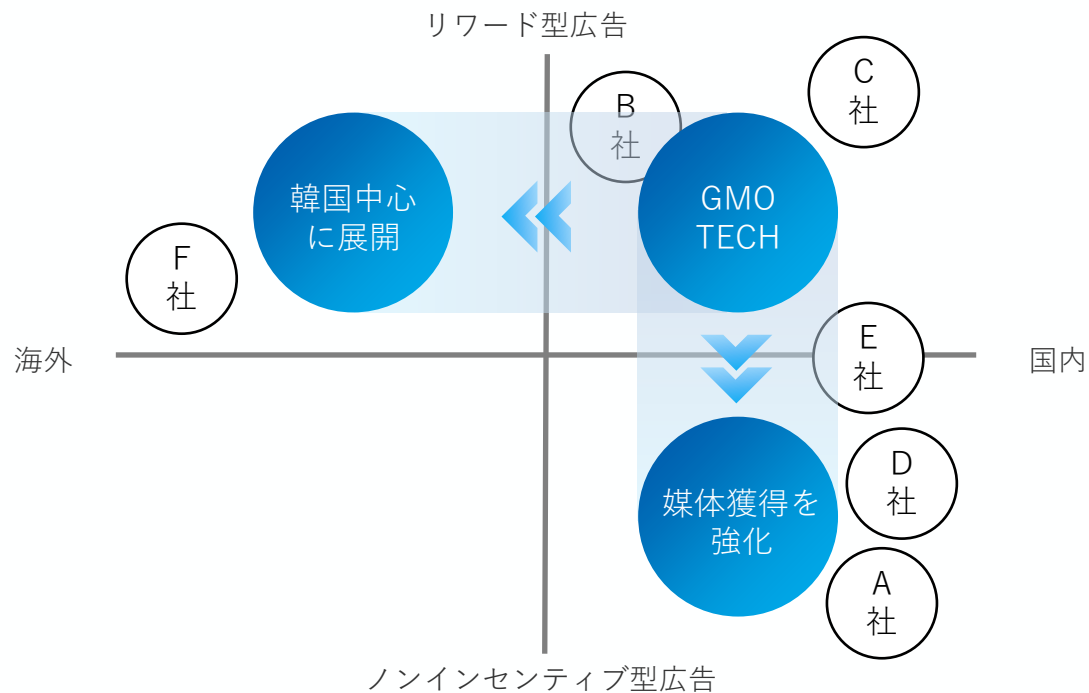 リワード型広告
C
社
B
社
韓国中心
に展開
GMO
TECH
F
社
海外
E
社
国内
D
社
媒体獲得を
強化
A
社
ノンインセンティブ型広告